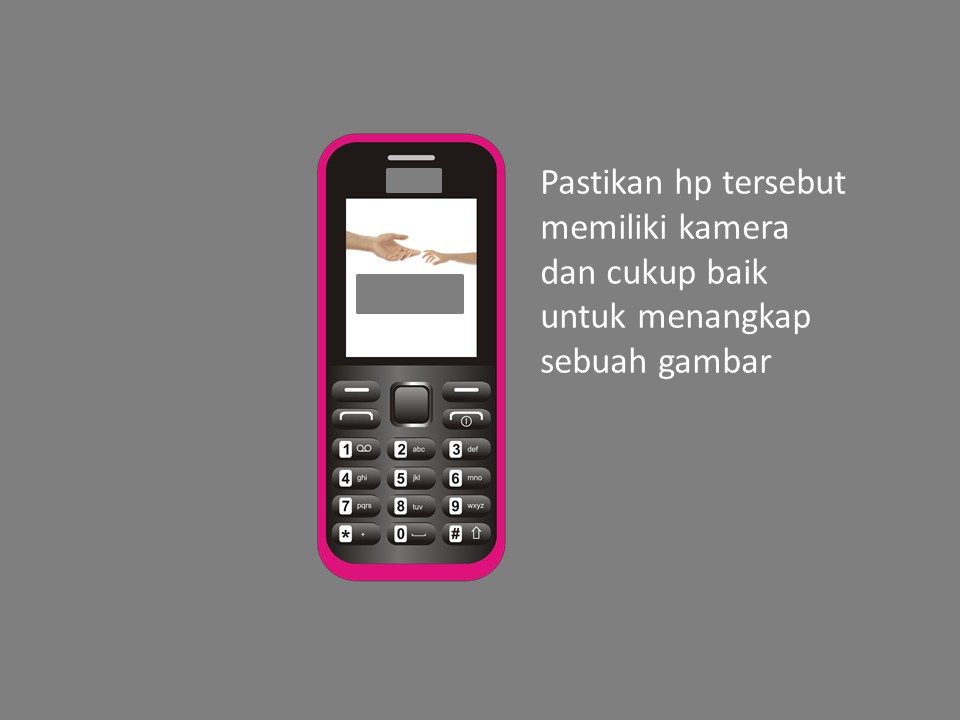 Pastikan hp tersebut
memiliki kamera
dan cukup baik
untuk menangkap
sebuah gambar
1 2 abc 3 def
4 ghi 5 jkl 6 mno
7 pqrs 8 tuv 9 wxyz
* + 0 #